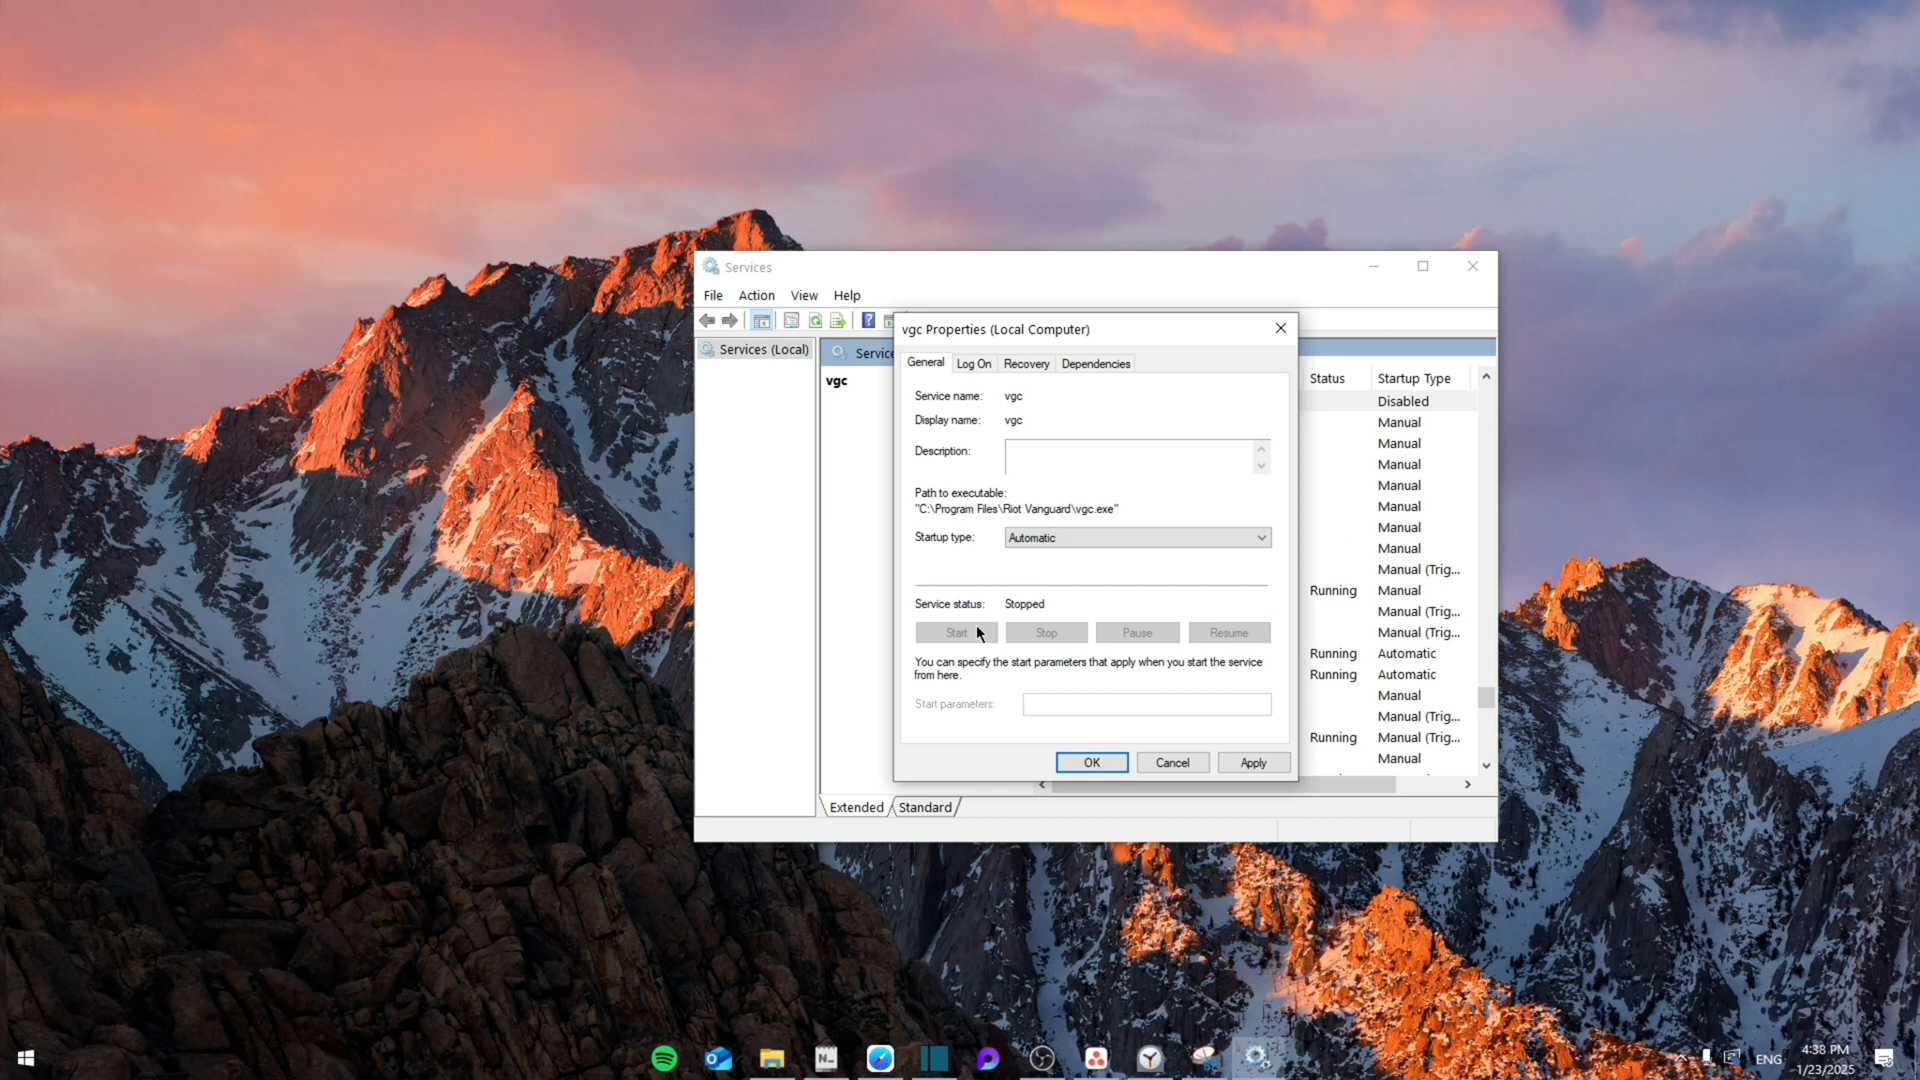 Services
File Action View Help
vgc Properties (Local Computer)
Services (Local)
Service
vgc
General Log On Recovery Dependencies
Service name: vgc
Display name: vgc
Description:
Path to executable:
"C:\Program Files\Riot Vanguard\vgc.exe"
Startup type: Automatic
Service status: Stopped
Start Stop Pause Resume
You can specify the start parameters that apply when you start the service
from here.
Start parameters:
OK Cancel Apply
Status Startup Type
Disabled
Manual
Manual
Manual
Manual
Manual
Manual
Manual
Manual (Trig...
Running Manual
Manual (Trig...
Manual (Trig...
Running Automatic
Running Automatic
Manual
Manual (Trig...
Running Manual (Trig...
Manual
Extended Standard
N
ENG
4:38 PM
1/23/2025